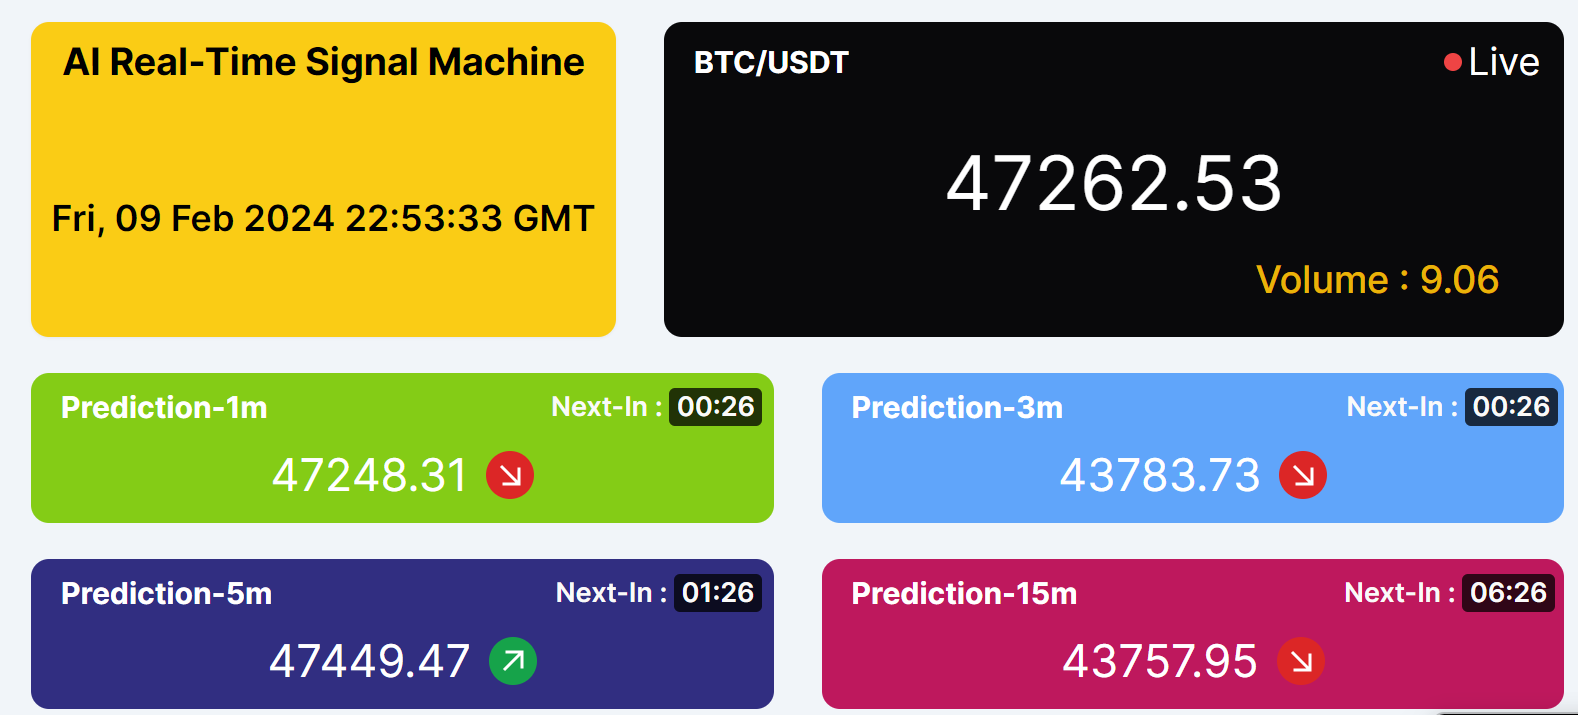 AI Real-Time Signal Machine
Fri, 09 Feb 2024 22:53:33 GMT
BTC/USDT
Live
47262.53
Volume : 9.06
Prediction-1m
Next-In : 00:26
47248.31
Prediction-3m
Next-In : 00:26
43783.73
Prediction-5m
Next-In : 01:26
47449.47
Prediction-15m
Next-In : 06:26
43757.95